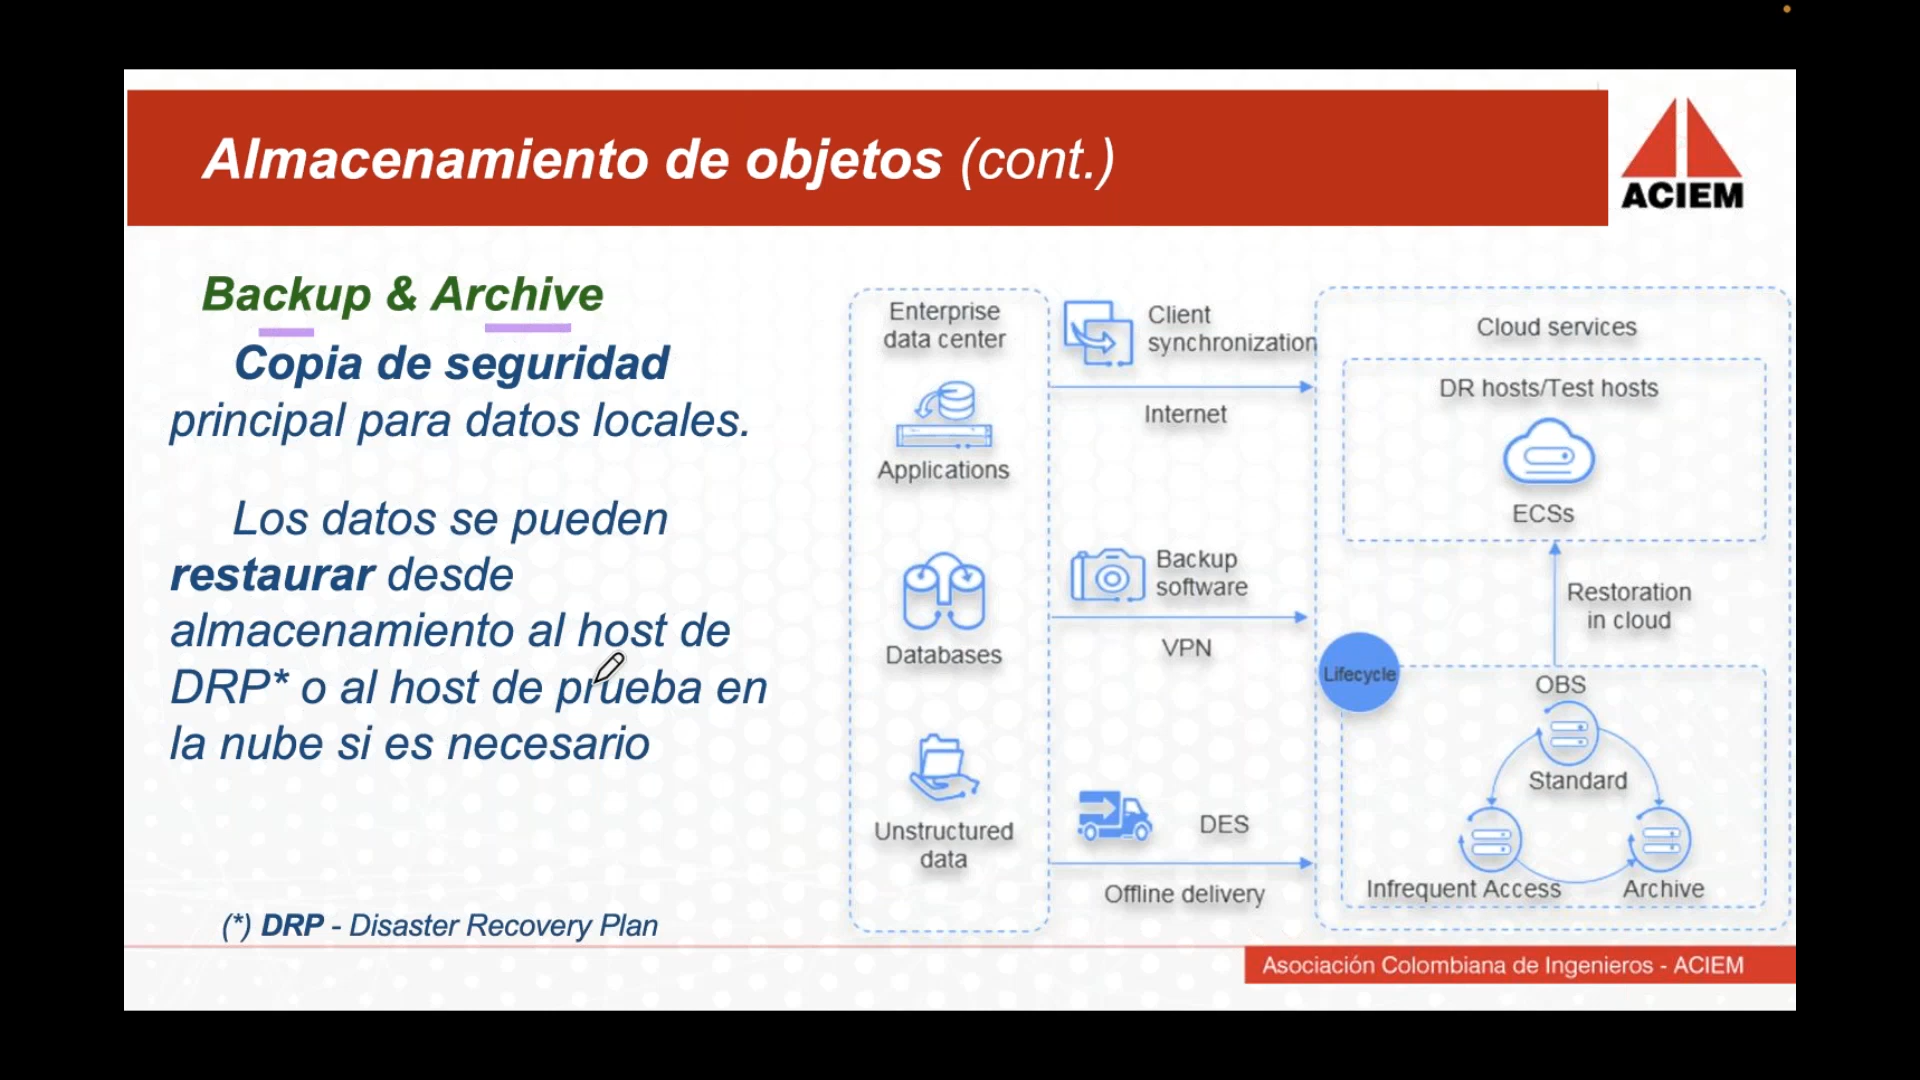 Almacenamiento de objetos (cont.)
ACIEM
Backup & Archive
Copia de seguridad
principal para datos locales.
Los datos se pueden
restaurar desde
almacenamiento al host de
DRP* o al host de prueba en
la nube si es necesario
(*) DRP - Disaster Recovery Plan
Enterprise
data center
Applications
Databases
Unstructured
data
Client
synchronization
Internet
Backup
software
VPN
DES
Offline delivery
Cloud services
DR hosts/Test hosts
ECSs
Restoration
in cloud
Lifecycle
OBS
Standard
Infrequent Access
Archive
Asociación Colombiana de Ingenieros - ACIEM